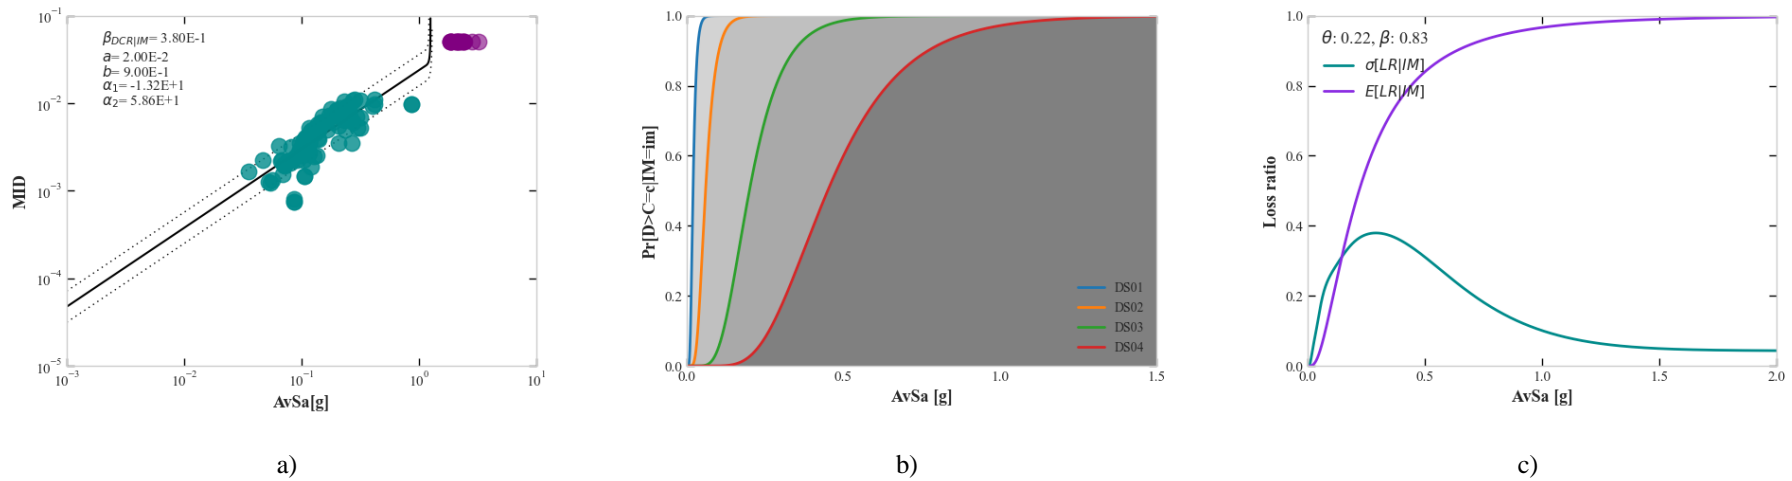 10⁻¹
β_DCR|IM= 3.80E-1
a= 2.00E-2
b= 9.00E-1
α₁= -1.32E+1
α₂= 5.86E+1
10⁻²
10⁻³
10⁻⁴
10⁻⁵
MID
10⁻³
10⁻²
10⁻¹
10⁰
10¹
AvSa[g]
a)
1.0
0.8
0.6
0.4
0.2
0.0
Pr[D>C=c|IM=im]
DS01
DS02
DS03
DS04
0.0
0.5
1.0
1.5
AvSa [g]
b)
1.0
0.8
0.6
0.4
0.2
0.0
Loss ratio
θ: 0.22, β: 0.83
σ[LR|IM]
E[LR|IM]
0.0
0.5
1.0
1.5
2.0
AvSa [g]
c)